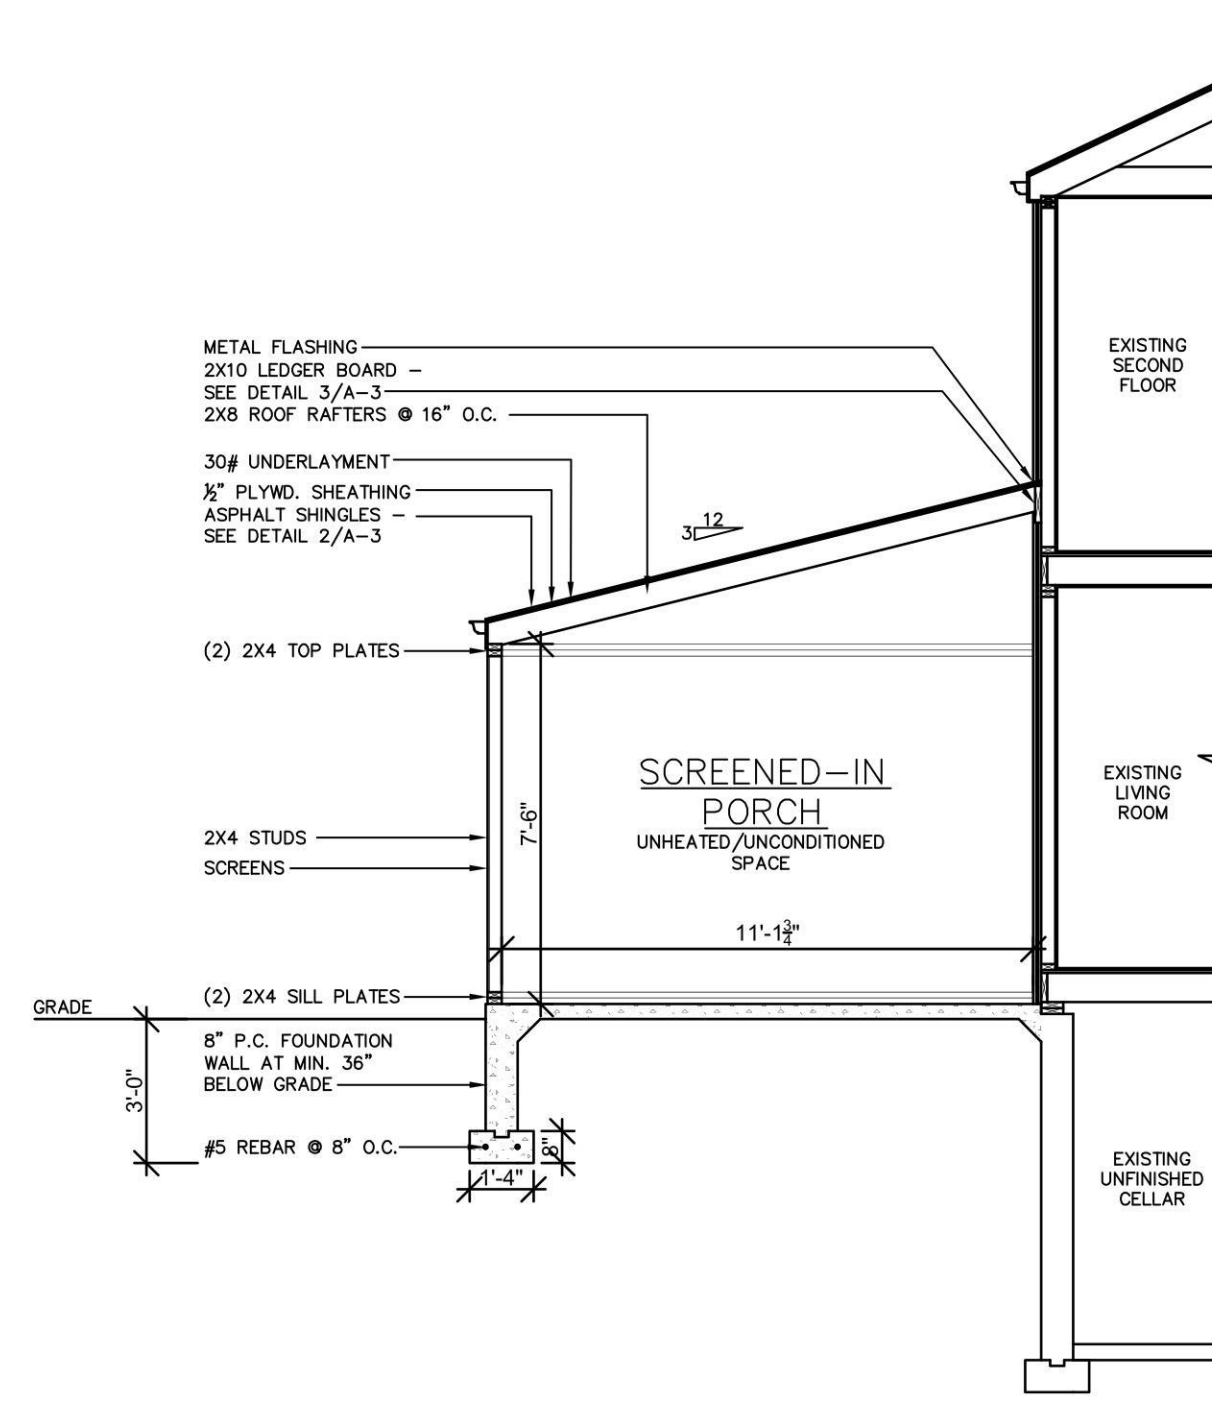 METAL FLASHING
2X10 LEDGER BOARD –
SEE DETAIL 3/A–3
2X8 ROOF RAFTERS @ 16" O.C.
30# UNDERLAYMENT
½" PLYWD. SHEATHING
ASPHALT SHINGLES –
SEE DETAIL 2/A–3
12
3
EXISTING
SECOND
FLOOR
(2) 2X4 TOP PLATES
SCREENED–IN
PORCH
UNHEATED/UNCONDITIONED
SPACE
7'-6"
EXISTING
LIVING
ROOM
2X4 STUDS
SCREENS
11'-1¾"
(2) 2X4 SILL PLATES
GRADE
8" P.C. FOUNDATION
WALL AT MIN. 36"
BELOW GRADE
3'-0"
#5 REBAR @ 8" O.C.
8"
1'-4"
EXISTING
UNFINISHED
CELLAR